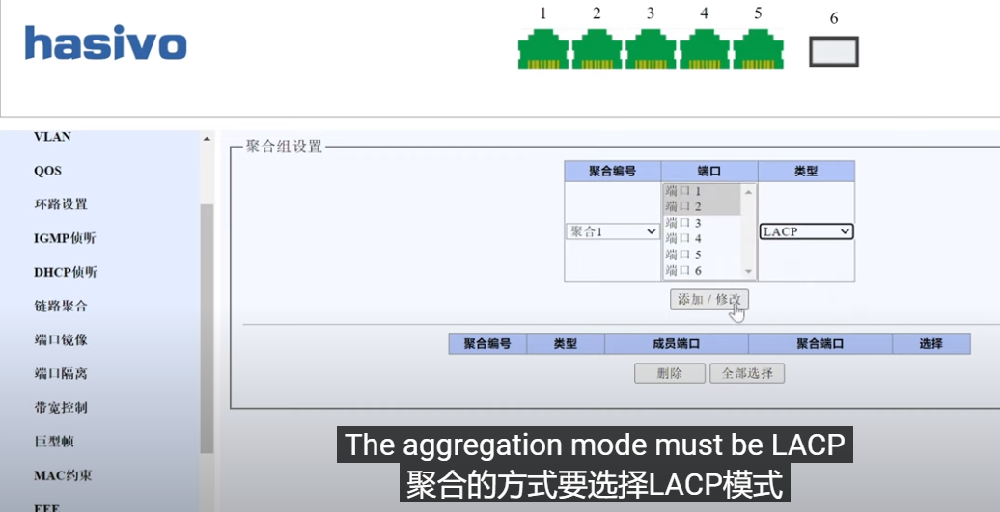 hasivo
1 2 3 4 5 6
VLAN
QOS
环路设置
IGMP侦听
DHCP侦听
链路聚合
端口镜像
端口隔离
带宽控制
巨型帧
MAC约束
EEE
聚合组设置
聚合编号 端口 类型
聚合1
端口 1
端口 2
端口 3
端口 4
端口 5
端口 6
LACP
添加 / 修改
聚合编号 类型 成员端口 聚合端口 选择
删除 全部选择
The aggregation mode must be LACP
聚合的方式要选择LACP模式